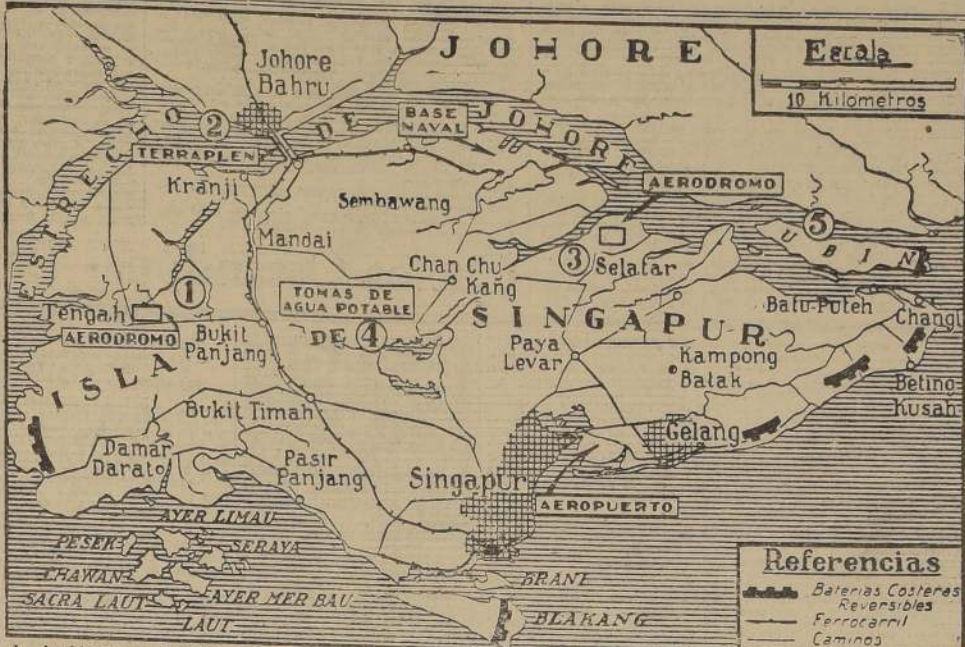 JOHORE
Escala
10 Kilometros
Johore
Bahru
ESTRECHO DE JOHORE
2
BASE
NAVAL
TERRAPLEN
Kranji
AERODROMO
Sembawang
5
UBIN
Mandai
3
Selatar
Chan Chu
Kang
1
TOMAS DE
AGUA POTABLE
Batu-Puteh
Changi
Tengah
AERODROMO
ISLA DE SINGAPUR
4
Bukit
Panjang
Paya
Levar
Kampong
Batak
Beting
Kusah
Bukit Timah
Gelang
Damar
Darato
Pasir
Panjang
Singapur
AEROPUERTO
AYER LIMAU
PESEK
SERAYA
CHAWAN
SACRA LAUT
AYER MER BAU
LAUT
BRANI
BLAKANG
Referencias
Baterias Costeras
Reversibles
Ferrocarril
Caminos